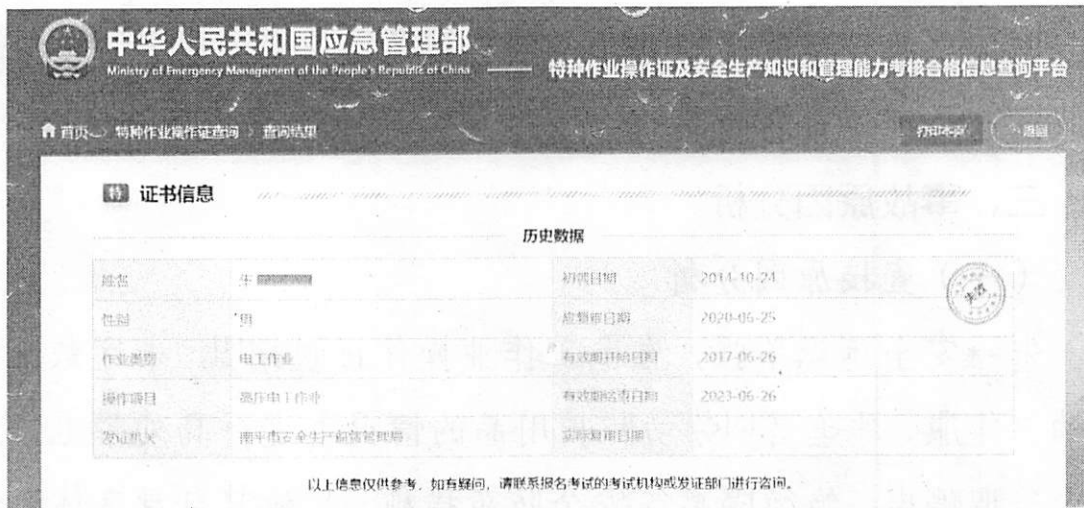 中华人民共和国应急管理部
Ministry of Emergency Management of the People's Republic of China
特种作业操作证及安全生产知识和管理能力考核合格信息查询平台
首页 > 特种作业操作证查询 > 查询结果
打印本页 返回
特 证书信息
历史数据
姓名 初领日期 2014-10-24
性别 男 应复审日期 2020-06-25
作业类别 电工作业 有效期开始日期 2017-06-26
操作项目 高压电工作业 有效期结束日期 2023-06-26
发证机关 南平市安全生产监督管理局 实际复审日期
失效
以上信息仅供参考，如有疑问，请联系报名考试的考试机构或发证部门进行咨询。